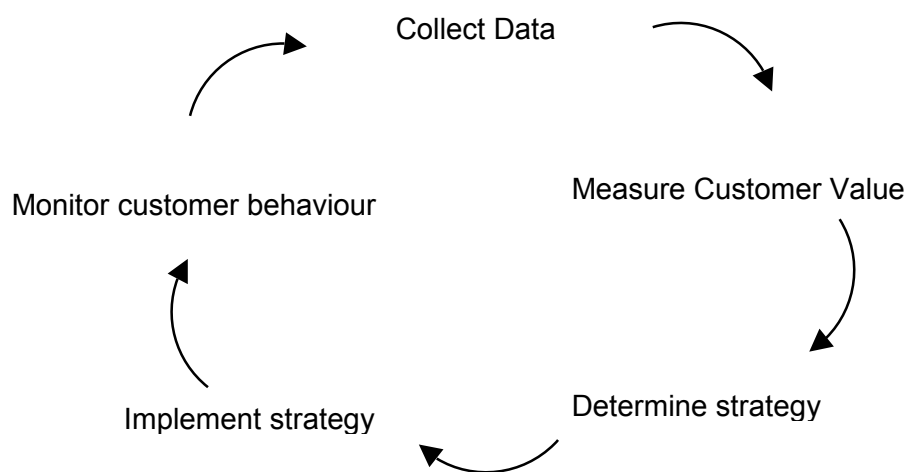 Collect Data
Measure Customer Value
Determine strategy
Implement strategy
Monitor customer behaviour